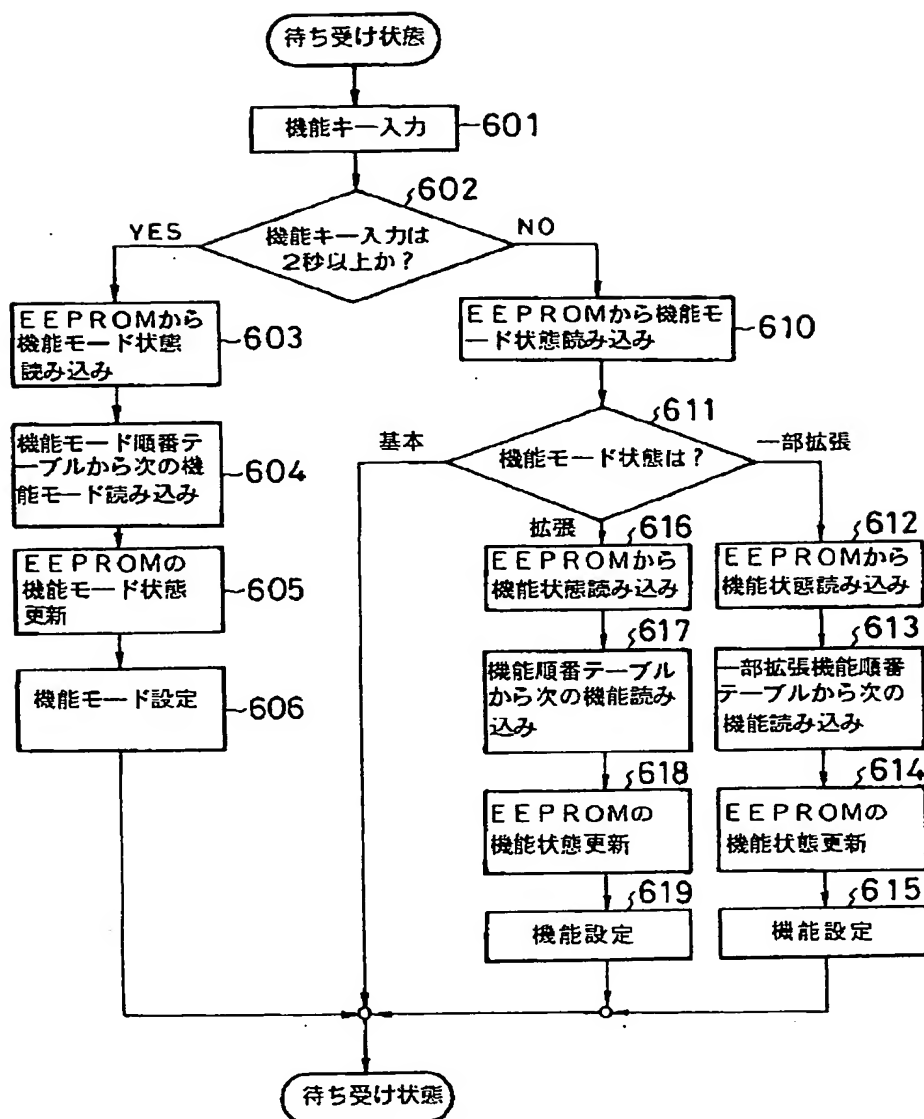 待ち受け状態
機能キー入力
601
602
YES
NO
機能キー入力は
2秒以上か?
EEPROMから
機能モード状態
読み込み
603
EEPROMから機能モ
ード状態読み込み
610
611
基本
機能モード状態は?
一部拡張
拡張
機能モード順番テ
ーブルから次の機
能モード読み込み
604
616
EEPROMから
機能状態読み込み
612
EEPROMから
機能状態読み込み
EEPROMの
機能モード状態
更新
605
617
機能順番テーブル
から次の機能読み
込み
613
一部拡張機能順番
テーブルから次の
機能読み込み
機能モード設定
606
618
EEPROMの
機能状態更新
614
EEPROMの
機能状態更新
619
機能設定
615
機能設定
待ち受け状態